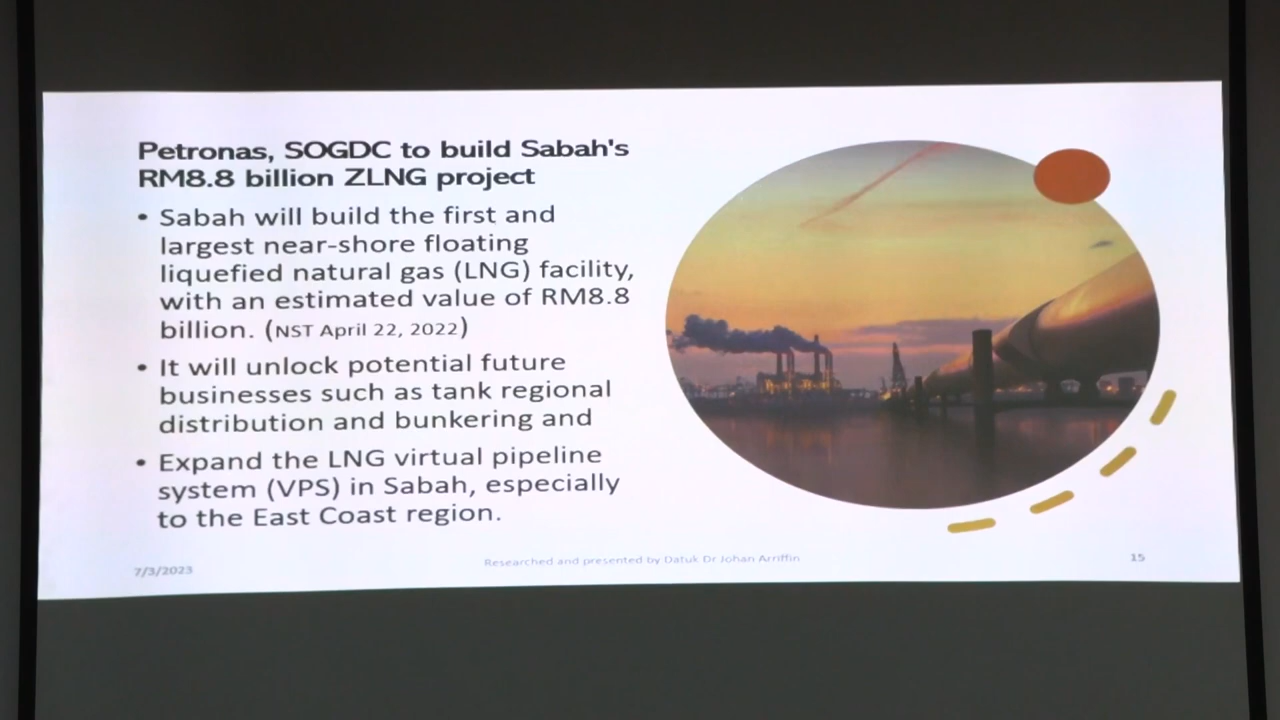 Petronas, SOGDC to build Sabah's
RM8.8 billion ZLNG project
• Sabah will build the first and
largest near-shore floating
liquefied natural gas (LNG) facility,
with an estimated value of RM8.8
billion. (NST April 22, 2022)
• It will unlock potential future
businesses such as tank regional
distribution and bunkering and
• Expand the LNG virtual pipeline
system (VPS) in Sabah, especially
to the East Coast region.
7/3/2023
Researched and presented by Datuk Dr Johan Arriffin
15